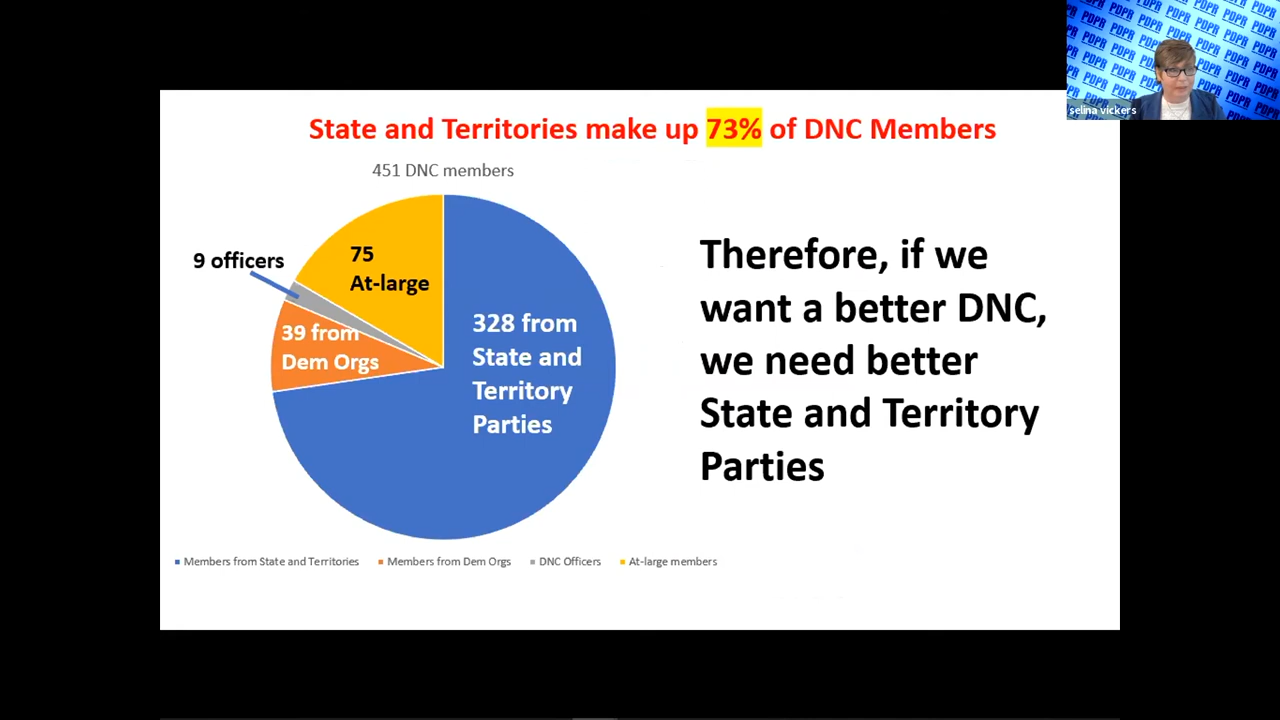 State and Territories make up 73% of DNC Members
451 DNC members
9 officers
75
At-large
39 from
Dem Orgs
328 from
State and
Territory
Parties
Therefore, if we
want a better DNC,
we need better
State and Territory
Parties
Members from State and Territories
Members from Dem Orgs
DNC Officers
At-large members
PDPR
selina vickers